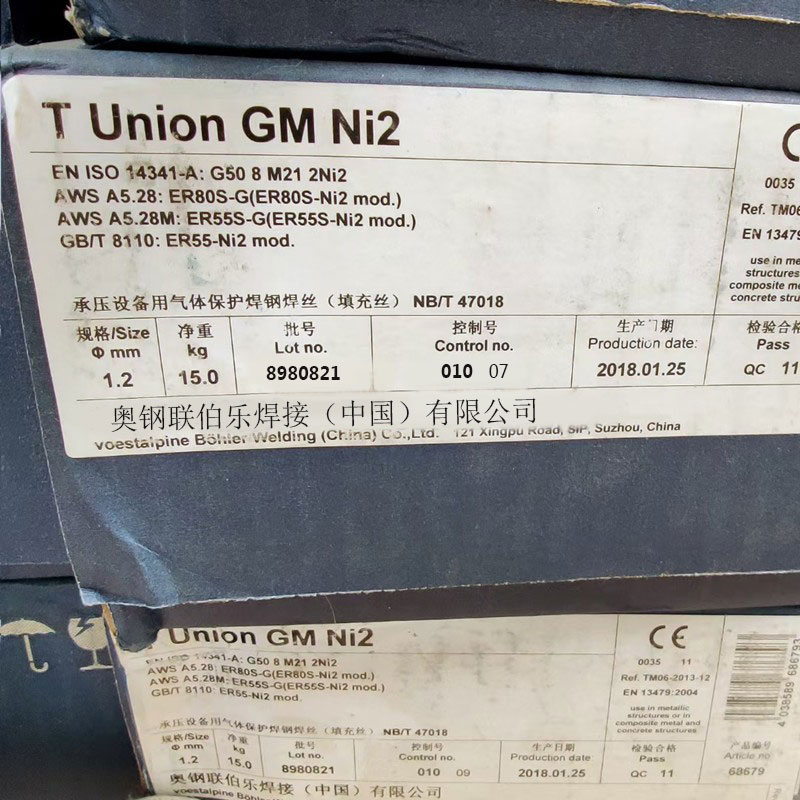 T Union GM Ni2
EN ISO 14341-A: G50 8 M21 2Ni2
AWS A5.28: ER80S-G(ER80S-Ni2 mod.)
AWS A5.28M: ER55S-G(ER55S-Ni2 mod.)
GB/T 8110: ER55-Ni2 mod.
0035
Ref. TM06
EN 13479
use in me
structures
composite me
concrete stru
承压设备用气体保护焊钢焊丝（填充丝）NB/T 47018
规格/Size 净重 批号 控制号 生产日期 检验合格
Φ mm kg Lot no. Control no. Production date: Pass
1.2 15.0 8980821 010 07 2018.01.25 QC 11
奥钢联伯乐焊接（中国）有限公司
voestalpine Böhler Welding (China) Co.,Ltd. 121 Xingpu Road, SIP, Suzhou, China
T Union GM Ni2
EN ISO 14341-A: G50 8 M21 2Ni2
AWS A5.28: ER80S-G(ER80S-Ni2 mod.)
AWS A5.28M: ER55S-G(ER55S-Ni2 mod.)
GB/T 8110: ER55-Ni2 mod.
CE
0035 11
Ref. TM06-2013-12
EN 13479:2004
use in metallic
structures or in
composite metal and
concrete structures
4 038589 686793
承压设备用气体保护焊钢焊丝（填充丝）NB/T 47018
规格/Size 净重 批号 控制号 生产日期 检验合格 产品编号
Φ mm kg Lot no. Control no. Production date: Pass Article no.
1.2 15.0 8980821 010 09 2018.01.25 QC 11 68679
奥钢联伯乐焊接（中国）有限公司